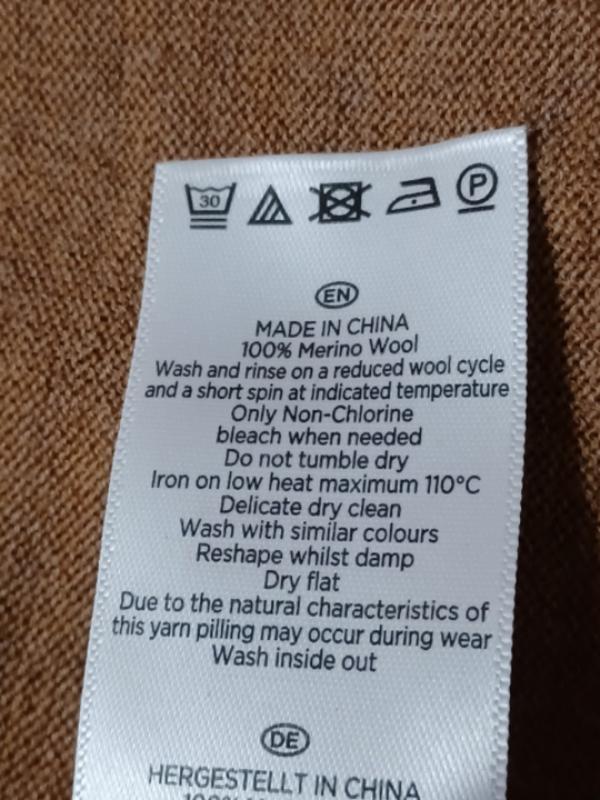 30
P
EN
MADE IN CHINA
100% Merino Wool
Wash and rinse on a reduced wool cycle
and a short spin at indicated temperature
Only Non-Chlorine
bleach when needed
Do not tumble dry
Iron on low heat maximum 110°C
Delicate dry clean
Wash with similar colours
Reshape whilst damp
Dry flat
Due to the natural characteristics of
this yarn pilling may occur during wear
Wash inside out
DE
HERGESTELLT IN CHINA